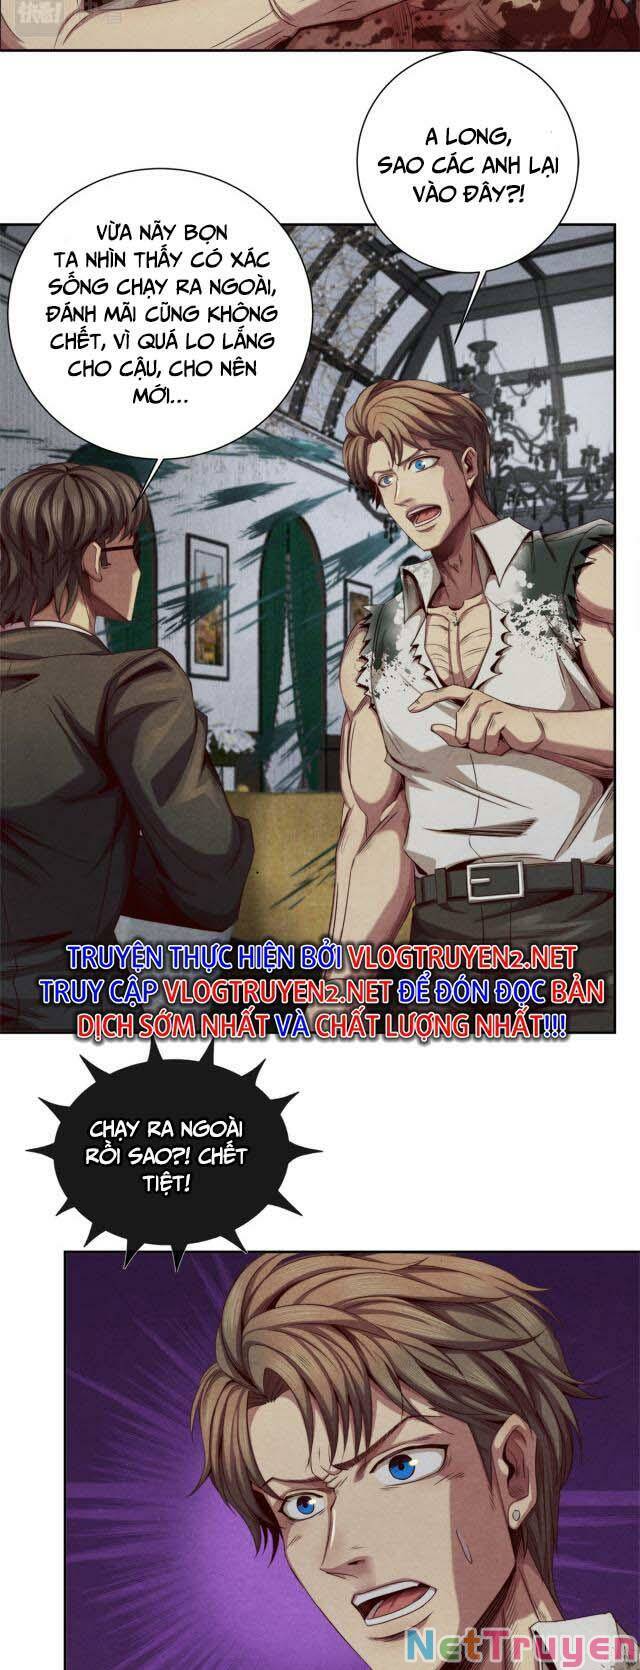 快看!
A LONG,
SAO CÁC ANH LẠI
VÀO ĐÂY?!
VỪA NÃY BỌN
TA NHÌN THẤY CÓ XÁC
SỐNG CHẠY RA NGOÀI,
ĐÁNH MÃI CŨNG KHÔNG
CHẾT, VÌ QUÁ LO LẮNG
CHO CẬU, CHO NÊN
MỚI...
TRUYỆN THỰC HIỆN BỞI VLOGTRUYEN2.NET
TRUY CẬP VLOGTRUYEN2.NET ĐỂ ĐÓN ĐỌC BẢN
DỊCH SỚM NHẤT VÀ CHẤT LƯỢNG NHẤT!!!
CHẠY RA NGOÀI
RỒI SAO?! CHẾT
TIỆT!
NetTruyen